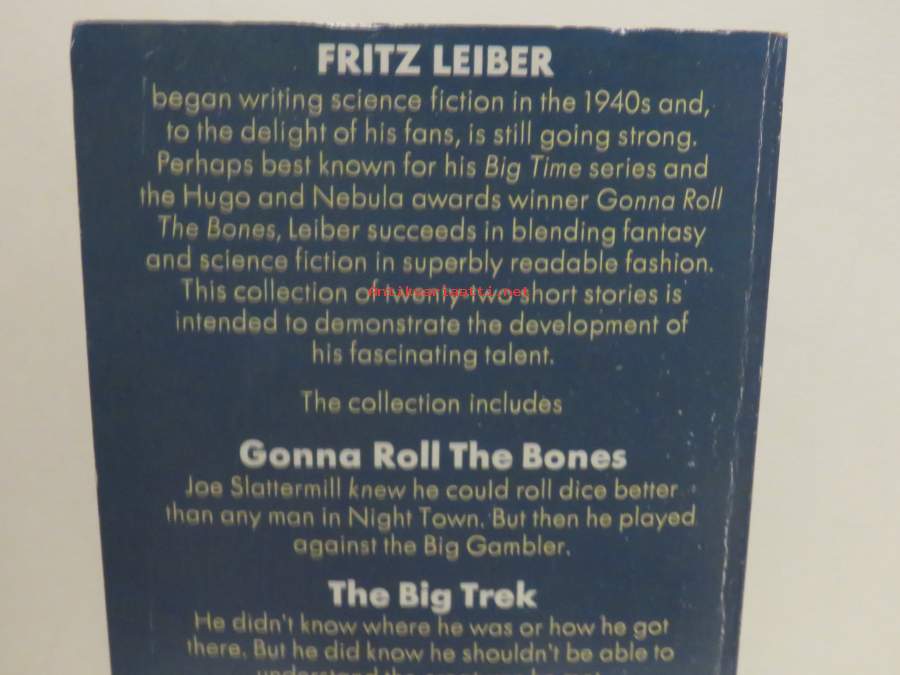 FRITZ LEIBER
began writing science fiction in the 1940s and,
to the delight of his fans, is still going strong.
Perhaps best known for his Big Time series and
the Hugo and Nebula awards winner Gonna Roll
The Bones, Leiber succeeds in blending fantasy
and science fiction in superbly readable fashion.
This collection of twenty-two short stories is
antikvariaatti.net
intended to demonstrate the development of
his fascinating talent.
The collection includes
Gonna Roll The Bones
Joe Slattermill knew he could roll dice better
than any man in Night Town. But then he played
against the Big Gambler.
The Big Trek
He didn't know where he was or how he got
there. But he did know he shouldn't be able to
understand the